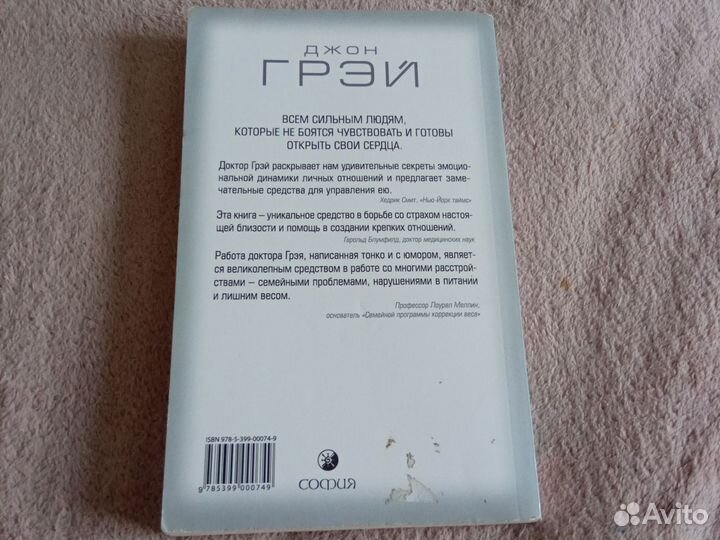 ДЖОН
ГРЭЙ
ВСЕМ СИЛЬНЫМ ЛЮДЯМ,
КОТОРЫЕ НЕ БОЯТСЯ ЧУВСТВОВАТЬ И ГОТОВЫ
ОТКРЫТЬ СВОИ СЕРДЦА.
Доктор Грэй раскрывает нам удивительные секреты эмоцио-
нальной динамики личных отношений и предлагает заме-
чательные средства для управления ею.
Хедрик Смит, «Нью-Йорк таймс»
Эта книга – уникальное средство в борьбе со страхом настоя-
щей близости и помощь в создании крепких отношений.
Гарольд Блумфилд, доктор медицинских наук
Работа доктора Грэя, написанная тонко и с юмором, являет-
ся великолепным средством в работе со многими расстрой-
ствами – семейными проблемами, нарушениями в питании
и лишним весом.
Профессор Лаурал Меллин,
основатель «Семейной программы коррекции веса»
ISBN 978-5-399-00074-9
9 785399 000749
СОФИЯ
Avito